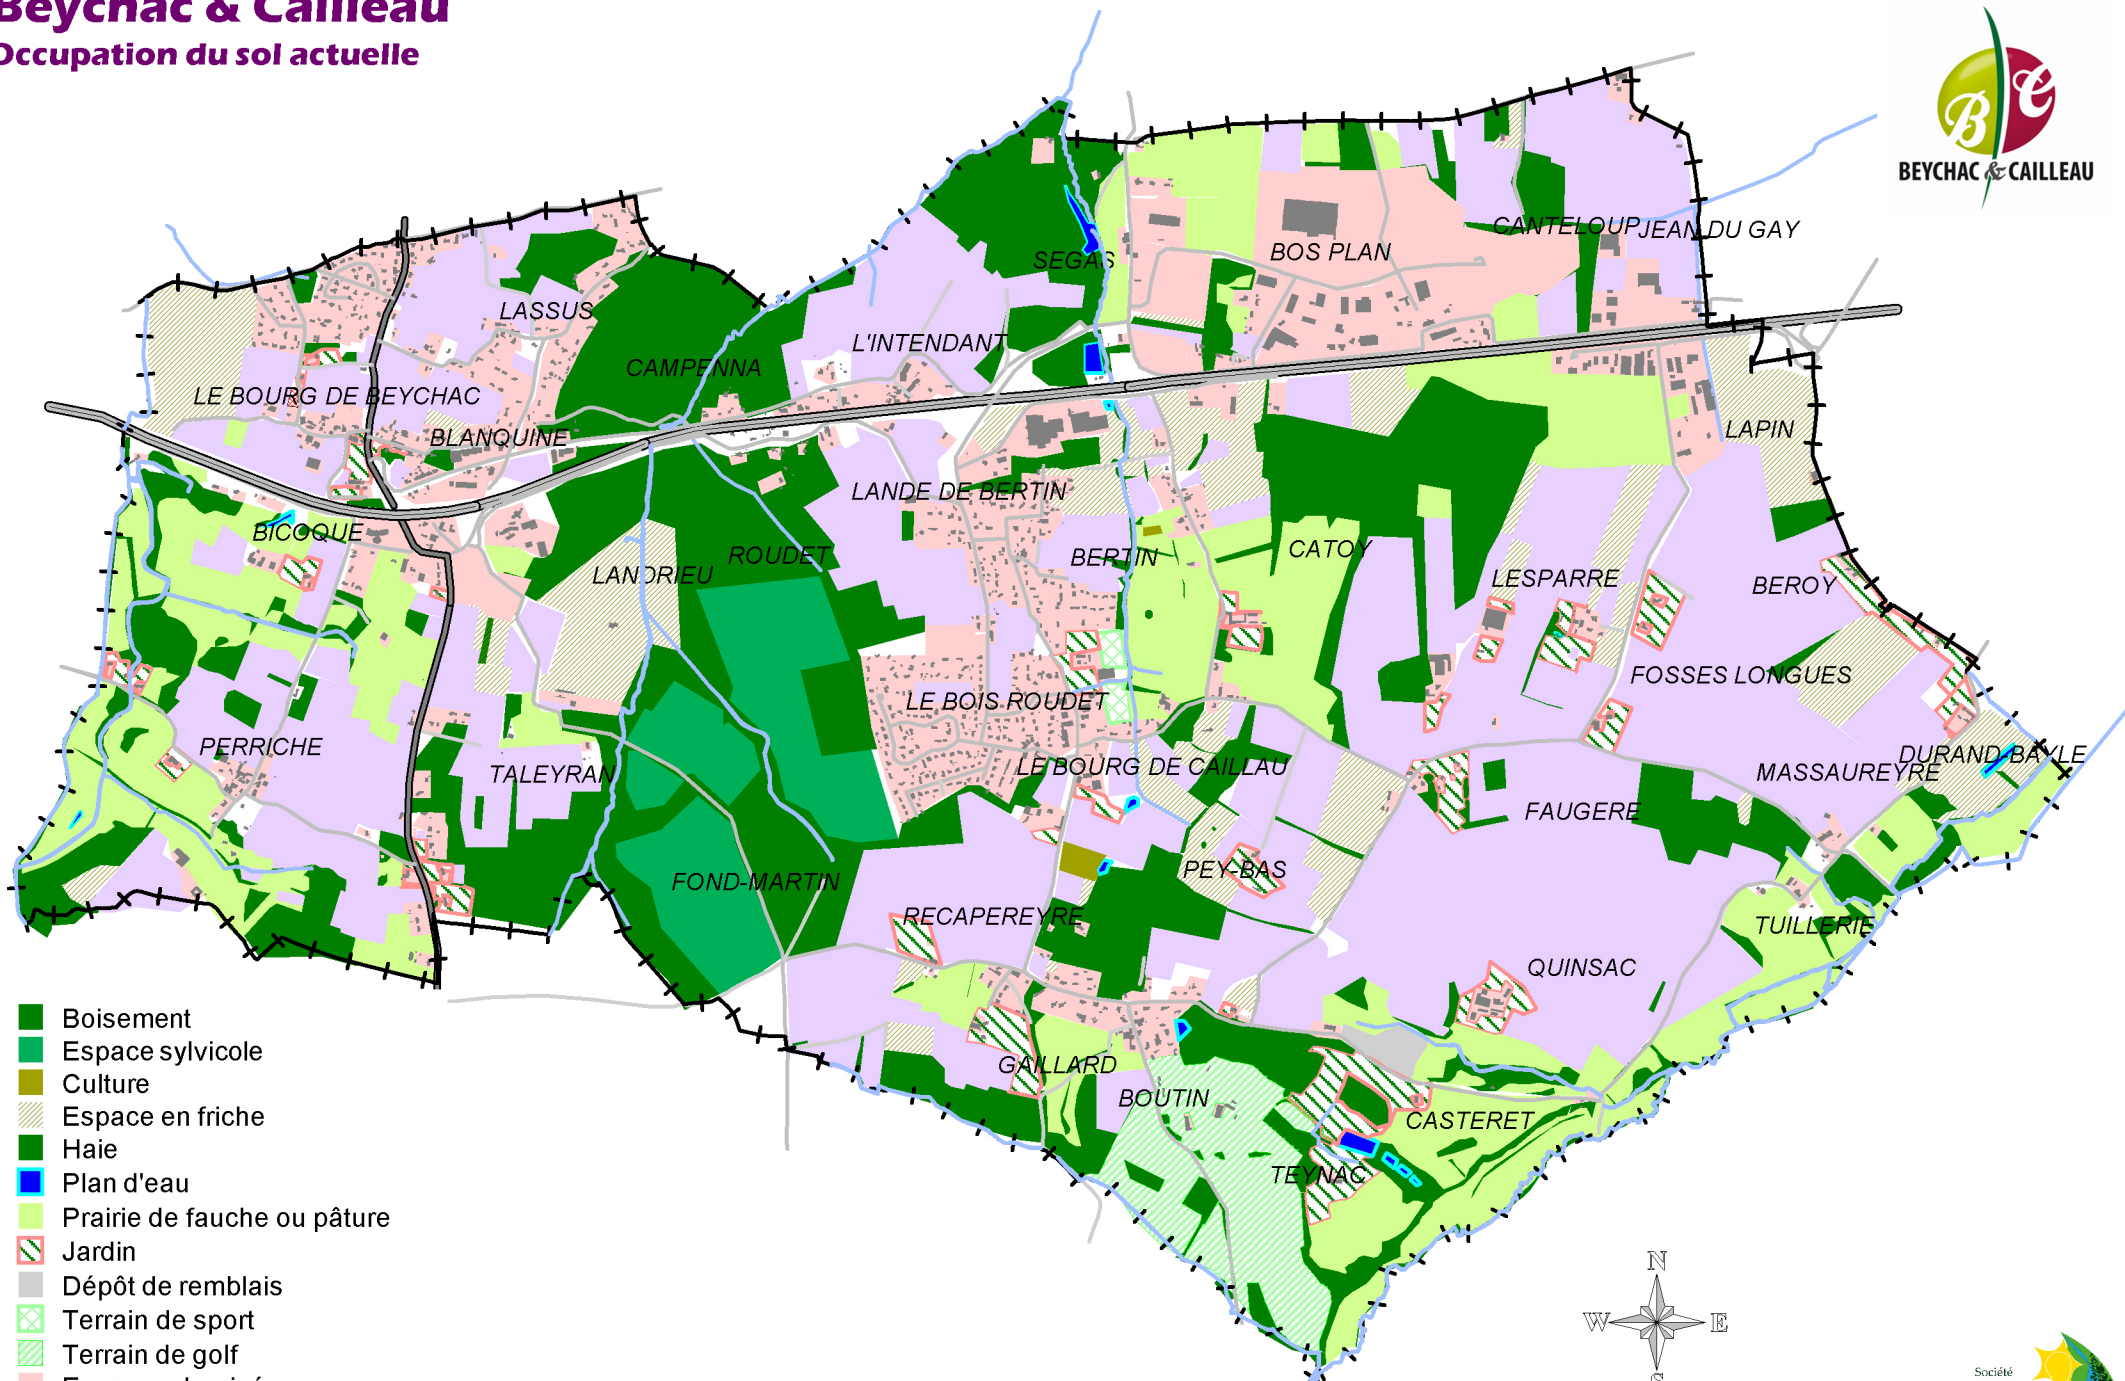 Beychac & Cailleau
Occupation du sol actuelle
B C
BEYCHAC & CAILLEAU
SEGAS
BOS PLAN
CANTELOUP
JEAN DU GAY
LASSUS
L'INTENDANT
CAMPENNA
LE BOURG DE BEYCHAC
BLANQUINE
LAPIN
LANDE DE BERTIN
BICOQUE
ROUDET
BERTIN
CATOY
LANDRIEU
LESPARRE
BEROY
FOSSES LONGUES
LE BOIS ROUDET
PERRICHE
TALEYRAN
LE BOURG DE CAILLAU
DURAND-BAYLE
MASSAUREYRE
FAUGERE
FOND-MARTIN
PEY-BAS
RECAPEREYRE
TUILLERIE
QUINSAC
GAILLARD
BOUTIN
CASTERET
TEYNAC
Boisement
Espace sylvicole
Culture
Espace en friche
Haie
Plan d'eau
Prairie de fauche ou pâture
Jardin
Dépôt de remblais
Terrain de sport
Terrain de golf
N
W E
S
Société